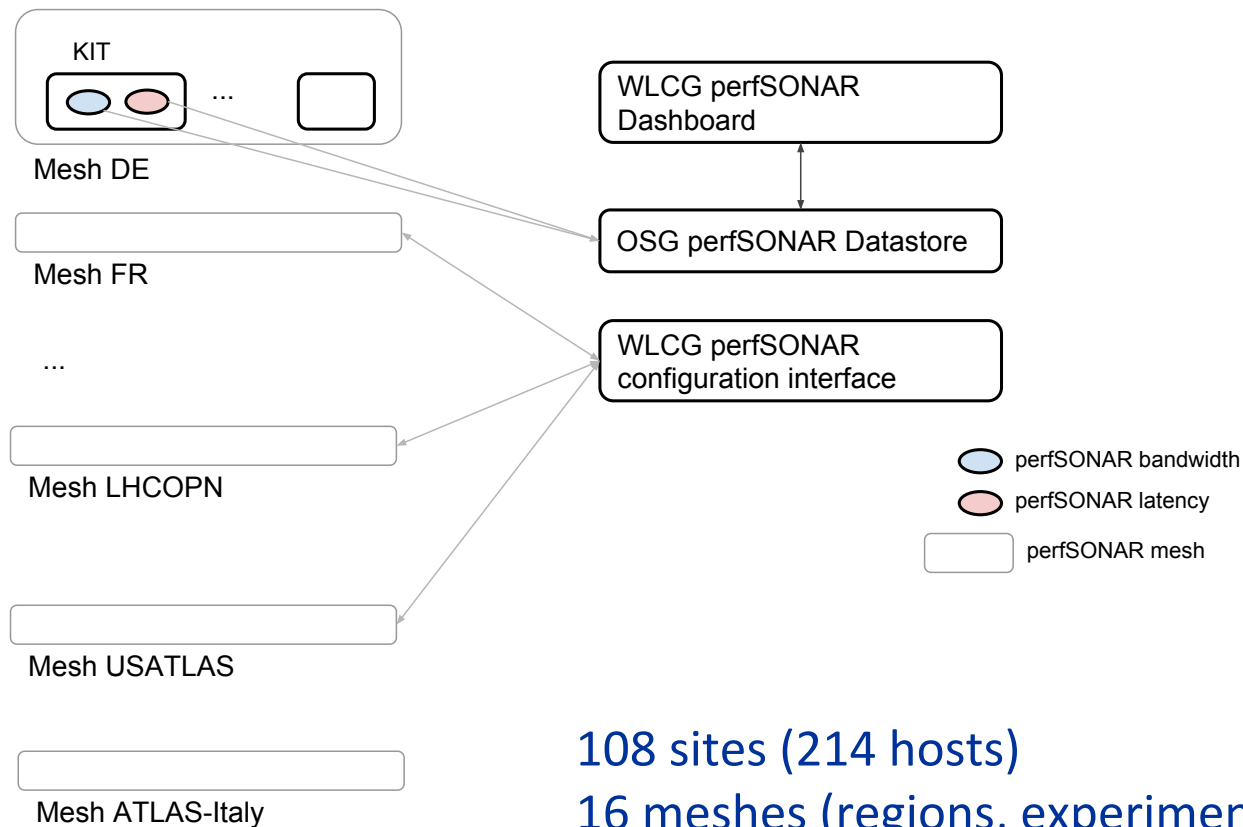 KIT
...
Mesh DE
Mesh FR
...
Mesh LHCOPN
Mesh USATLAS
Mesh ATLAS-Italy
WLCG perfSONAR
Dashboard
OSG perfSONAR Datastore
WLCG perfSONAR
configuration interface
perfSONAR bandwidth
perfSONAR latency
perfSONAR mesh
108 sites (214 hosts)
16 meshes (regions, experimen